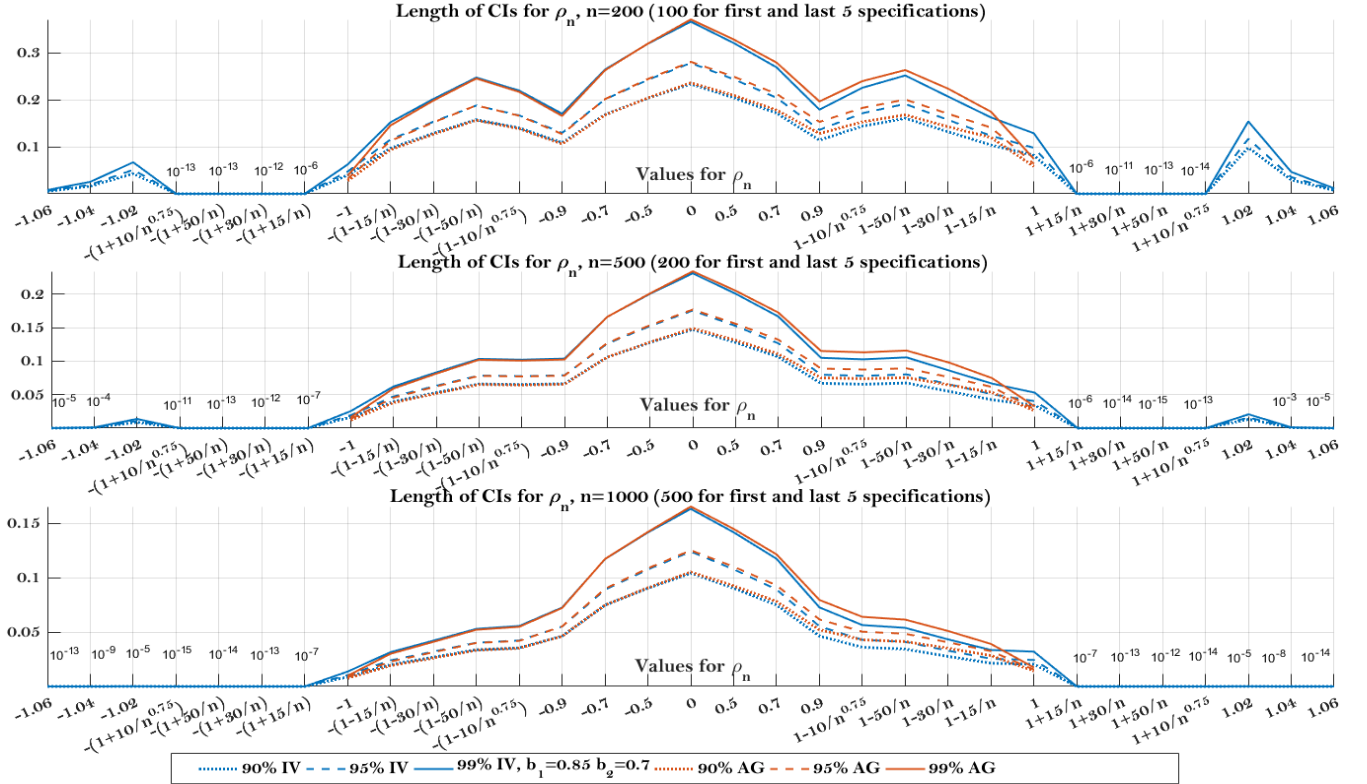 Length of CIs for ρn, n=200 (100 for first and last 5 specifications)
0.3
0.2
0.1
10-13 10-13 10-12 10-6 10-6 10-11 10-13 10-14
Values for ρn
-1.06 -1.04 -1.02 -(1+10/n0.75) -(1+50/n) -(1+30/n) -(1+15/n) -1 -(1-15/n) -(1-30/n) -(1-50/n) -(1-10/n0.75) -0.9 -0.7 -0.5 0 0.5 0.7 0.9 1-10/n0.75 1-50/n 1-30/n 1-15/n 1 1+15/n 1+30/n 1+50/n 1+10/n0.75 1.02 1.04 1.06
Length of CIs for ρn, n=500 (200 for first and last 5 specifications)
0.2
0.15
0.1
0.05
10-5 10-4 10-11 10-13 10-12 10-7 10-6 10-14 10-15 10-13 10-3 10-5
Values for ρn
-1.06 -1.04 -1.02 -(1+10/n0.75) -(1+50/n) -(1+30/n) -(1+15/n) -1 -(1-15/n) -(1-30/n) -(1-50/n) -(1-10/n0.75) -0.9 -0.7 -0.5 0 0.5 0.7 0.9 1-10/n0.75 1-50/n 1-30/n 1-15/n 1 1+15/n 1+30/n 1+50/n 1+10/n0.75 1.02 1.04 1.06
Length of CIs for ρn, n=1000 (500 for first and last 5 specifications)
0.15
0.1
0.05
10-13 10-9 10-5 10-15 10-14 10-13 10-7 10-7 10-13 10-12 10-14 10-5 10-8 10-14
Values for ρn
-1.06 -1.04 -1.02 -(1+10/n0.75) -(1+50/n) -(1+30/n) -(1+15/n) -1 -(1-15/n) -(1-30/n) -(1-50/n) -(1-10/n0.75) -0.9 -0.7 -0.5 0 0.5 0.7 0.9 1-10/n0.75 1-50/n 1-30/n 1-15/n 1 1+15/n 1+30/n 1+50/n 1+10/n0.75 1.02 1.04 1.06
90% IV 95% IV 99% IV, b1=0.85 b2=0.7 90% AG 95% AG 99% AG